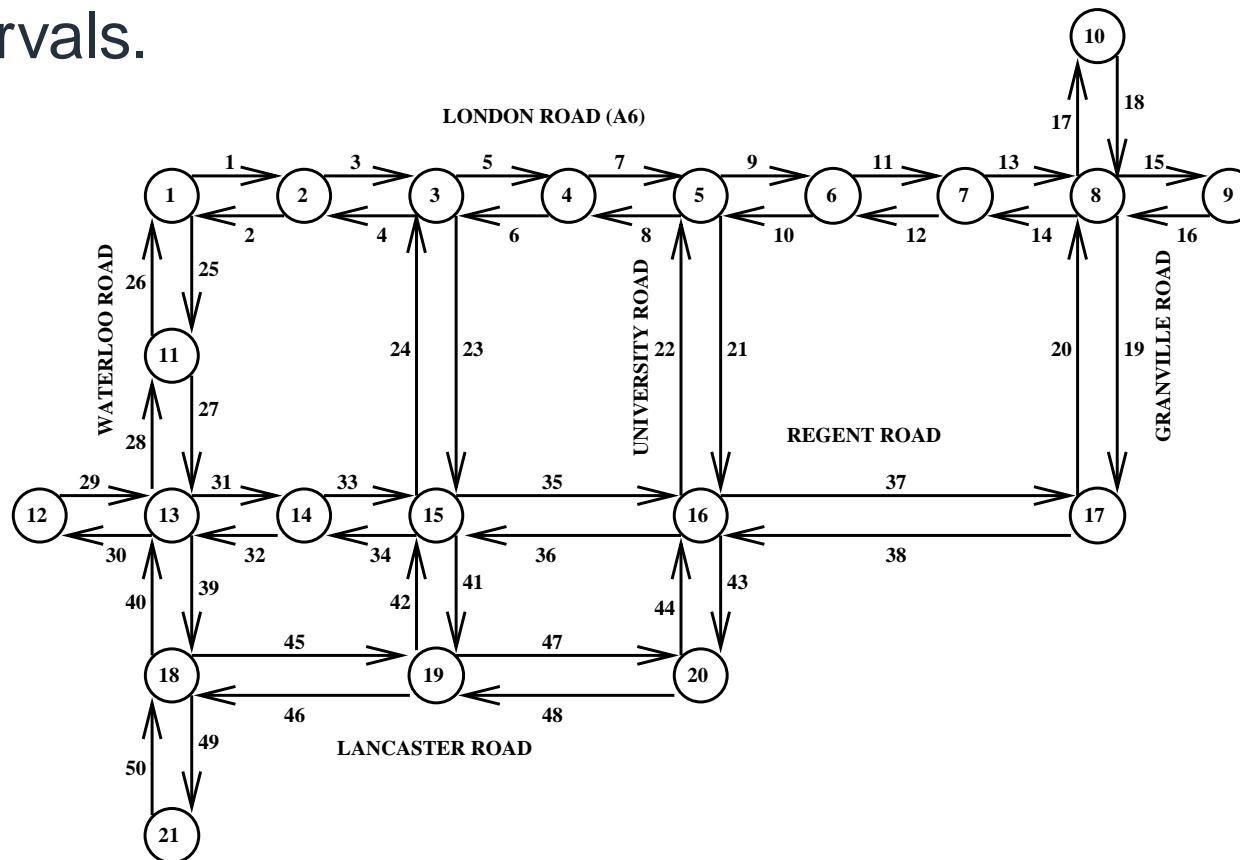 rvals.
10
LONDON ROAD (A6)
17 18
1 3 5 7 9 11 13 15
1 2 3 4 5 6 7 8 9
2 4 6 8 10 12 14 16
WATERLOO ROAD
26 25
UNIVERSITY ROAD
GRANVILLE ROAD
11 24 23 22 21 20 19
28 27
REGENT ROAD
29 31 33 35 37
12 13 14 15 16 17
30 32 34 36 38
40 39 42 41 44 43
45 47
18 19 20
46 48
50 49
LANCASTER ROAD
21